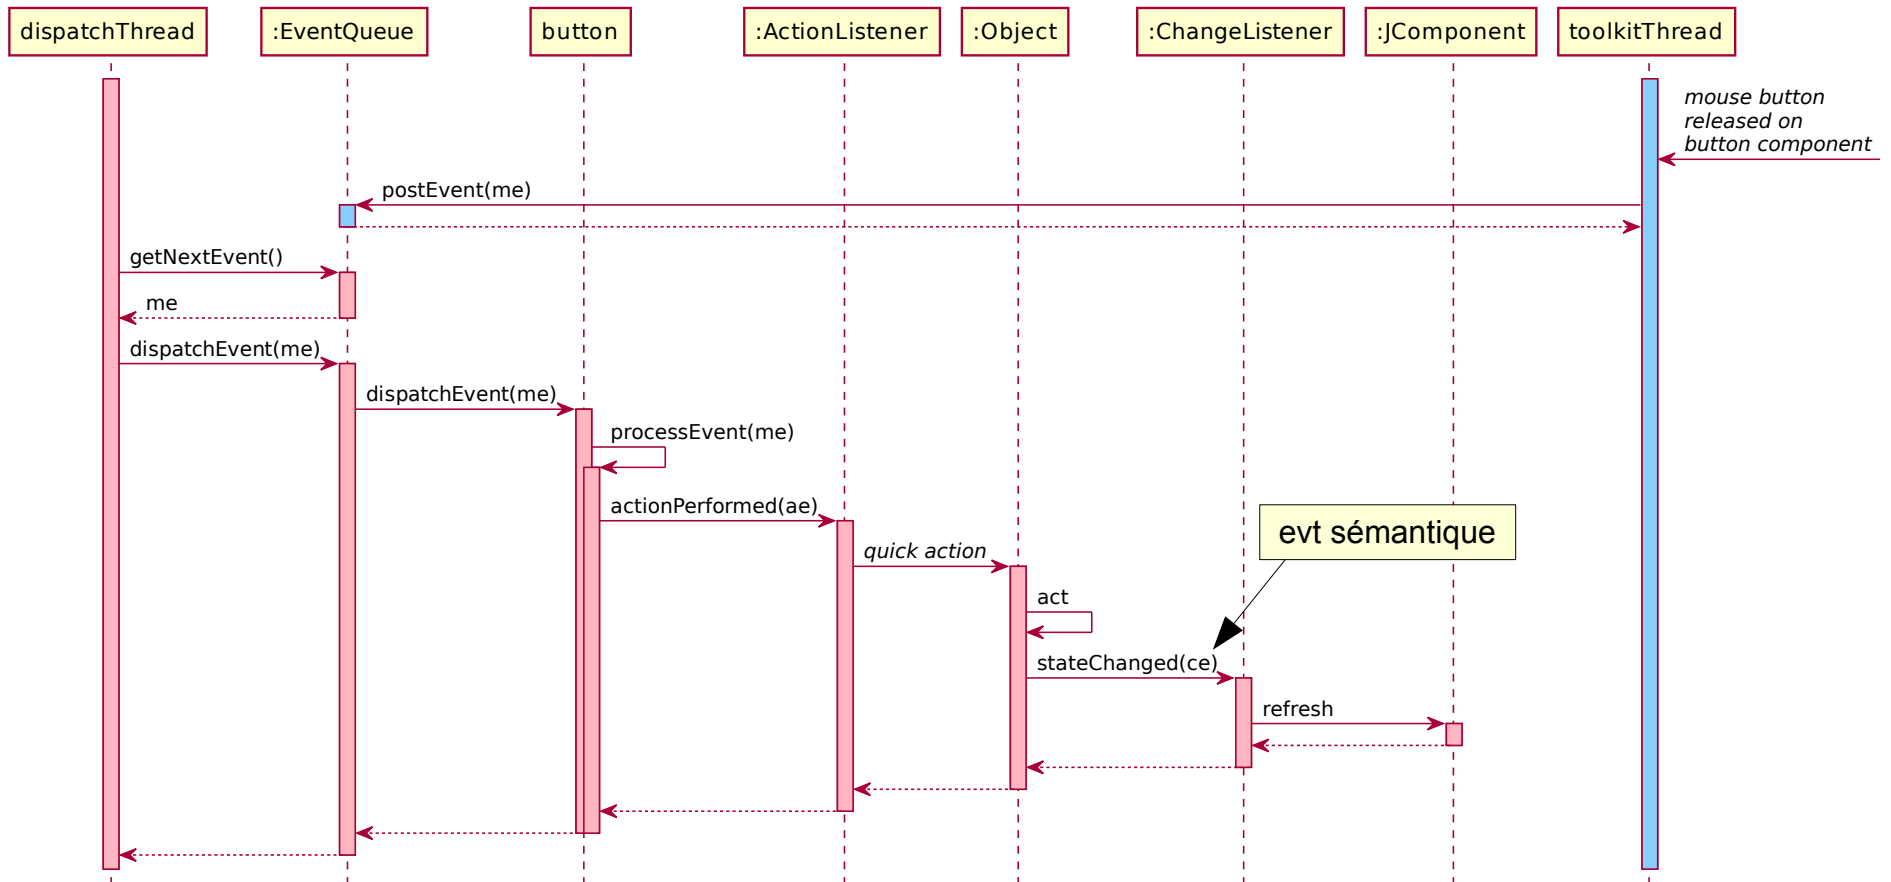 dispatchThread
:EventQueue
button
:ActionListener
:Object
:ChangeListener
:JComponent
toolkitThread
mouse button
released on
button component
postEvent(me)
getNextEvent()
me
dispatchEvent(me)
dispatchEvent(me)
processEvent(me)
actionPerformed(ae)
evt sémantique
quick action
act
stateChanged(ce)
refresh